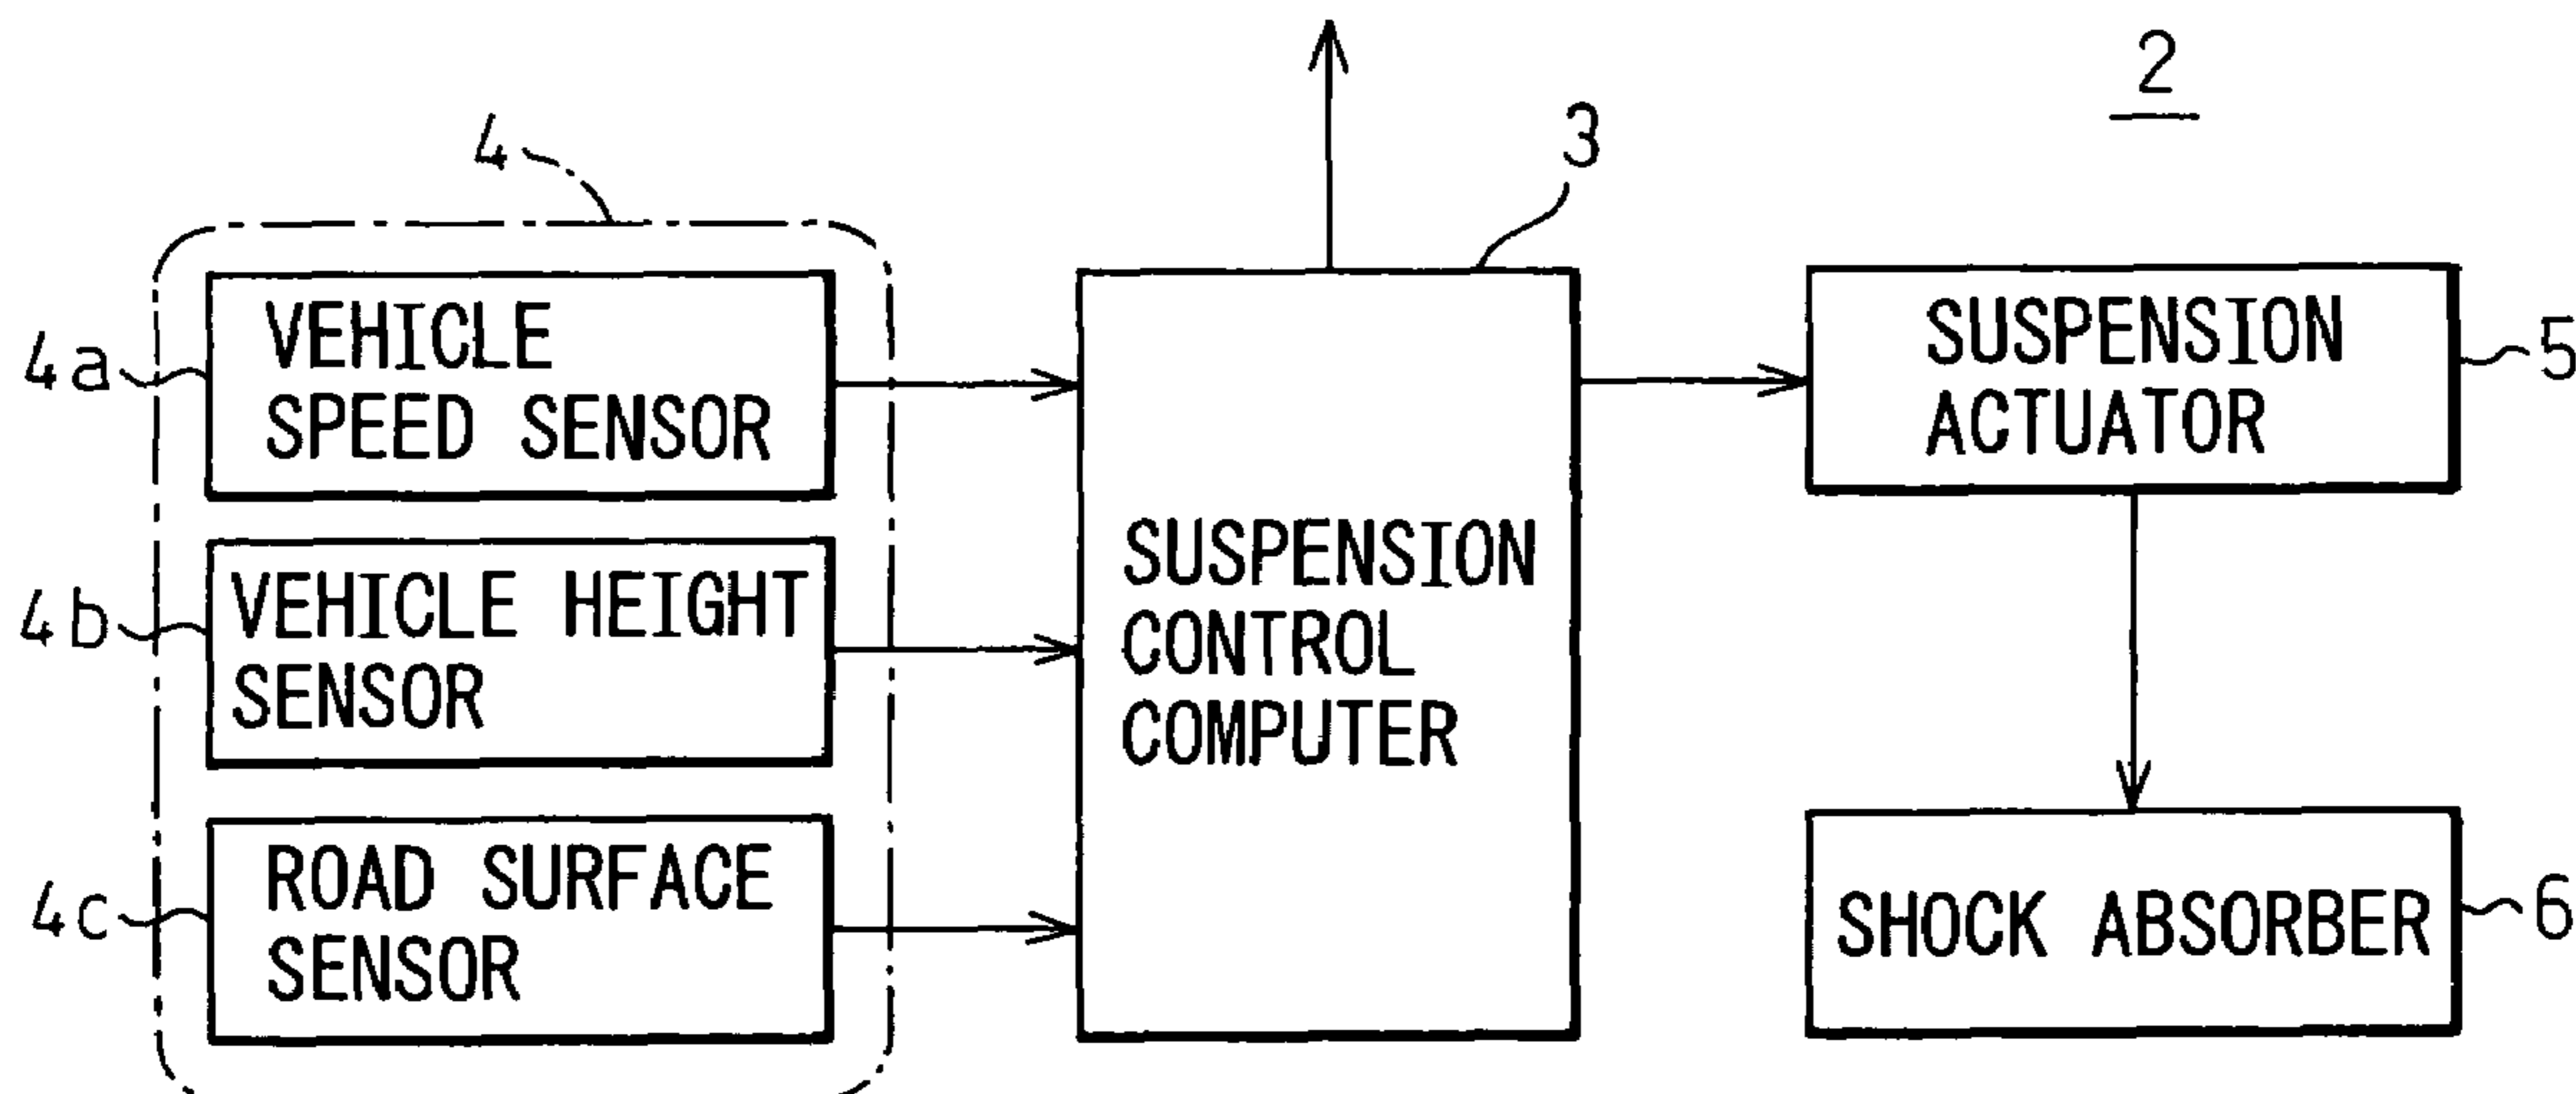 2
3
4
4a
VEHICLE
SPEED SENSOR
4b
VEHICLE HEIGHT
SENSOR
4c
ROAD SURFACE
SENSOR
SUSPENSION
CONTROL
COMPUTER
SUSPENSION
ACTUATOR
5
SHOCK ABSORBER
6